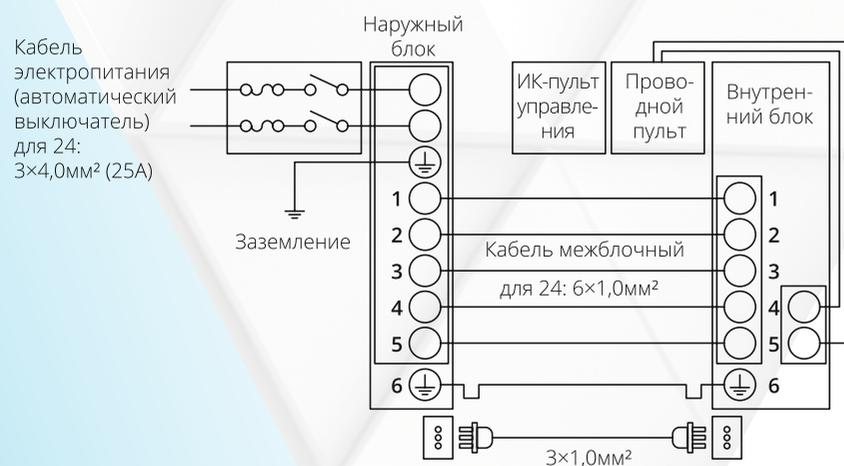 Наружный
блок
Кабель
электропитания
(автоматический
выключатель)
для 24:
3×4,0мм² (25А)
Заземление
ИК-пульт
управле-
ния
Прово-
дной
пульт
Внутрен-
ний блок
1
2
3
4
5
6
Кабель межблочный
для 24: 6×1,0мм²
1
2
3
4
5
6
3×1,0мм²